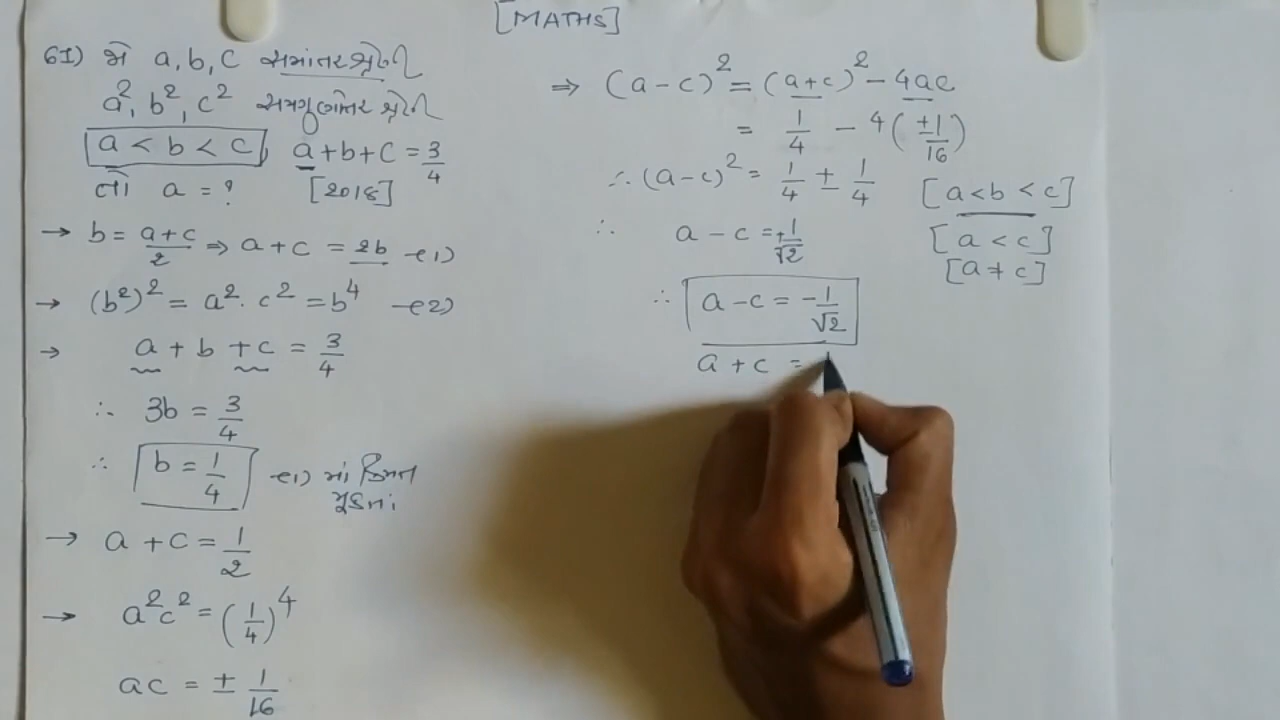 [MATHS]
61) જો a, b, c સમાંતર શ્રેણી
a², b², c² સમગુણોત્તર શ્રેણી
a < b < c, a + b + c = 3/4
તો a = ? [2018]
→ b = a+c/2 ⇒ a + c = 2b -(1)
→ (b²)² = a² · c² = b⁴ -(2)
→ a + b + c = 3/4
∴ 3b = 3/4
∴ b = 1/4 -(1) માં કિંમત
મૂકતાં
→ a + c = 1/2
→ a²c² = (1/4)⁴
ac = ± 1/16
⇒ (a - c)² = (a+c)² - 4ac
= 1/4 - 4(±1/16)
∴ (a-c)² = 1/4 ± 1/4 [a < b < c]
∴ a - c = ±1/√2 [a < c]
[a ≠ c]
∴ a - c = -1/√2
a + c =